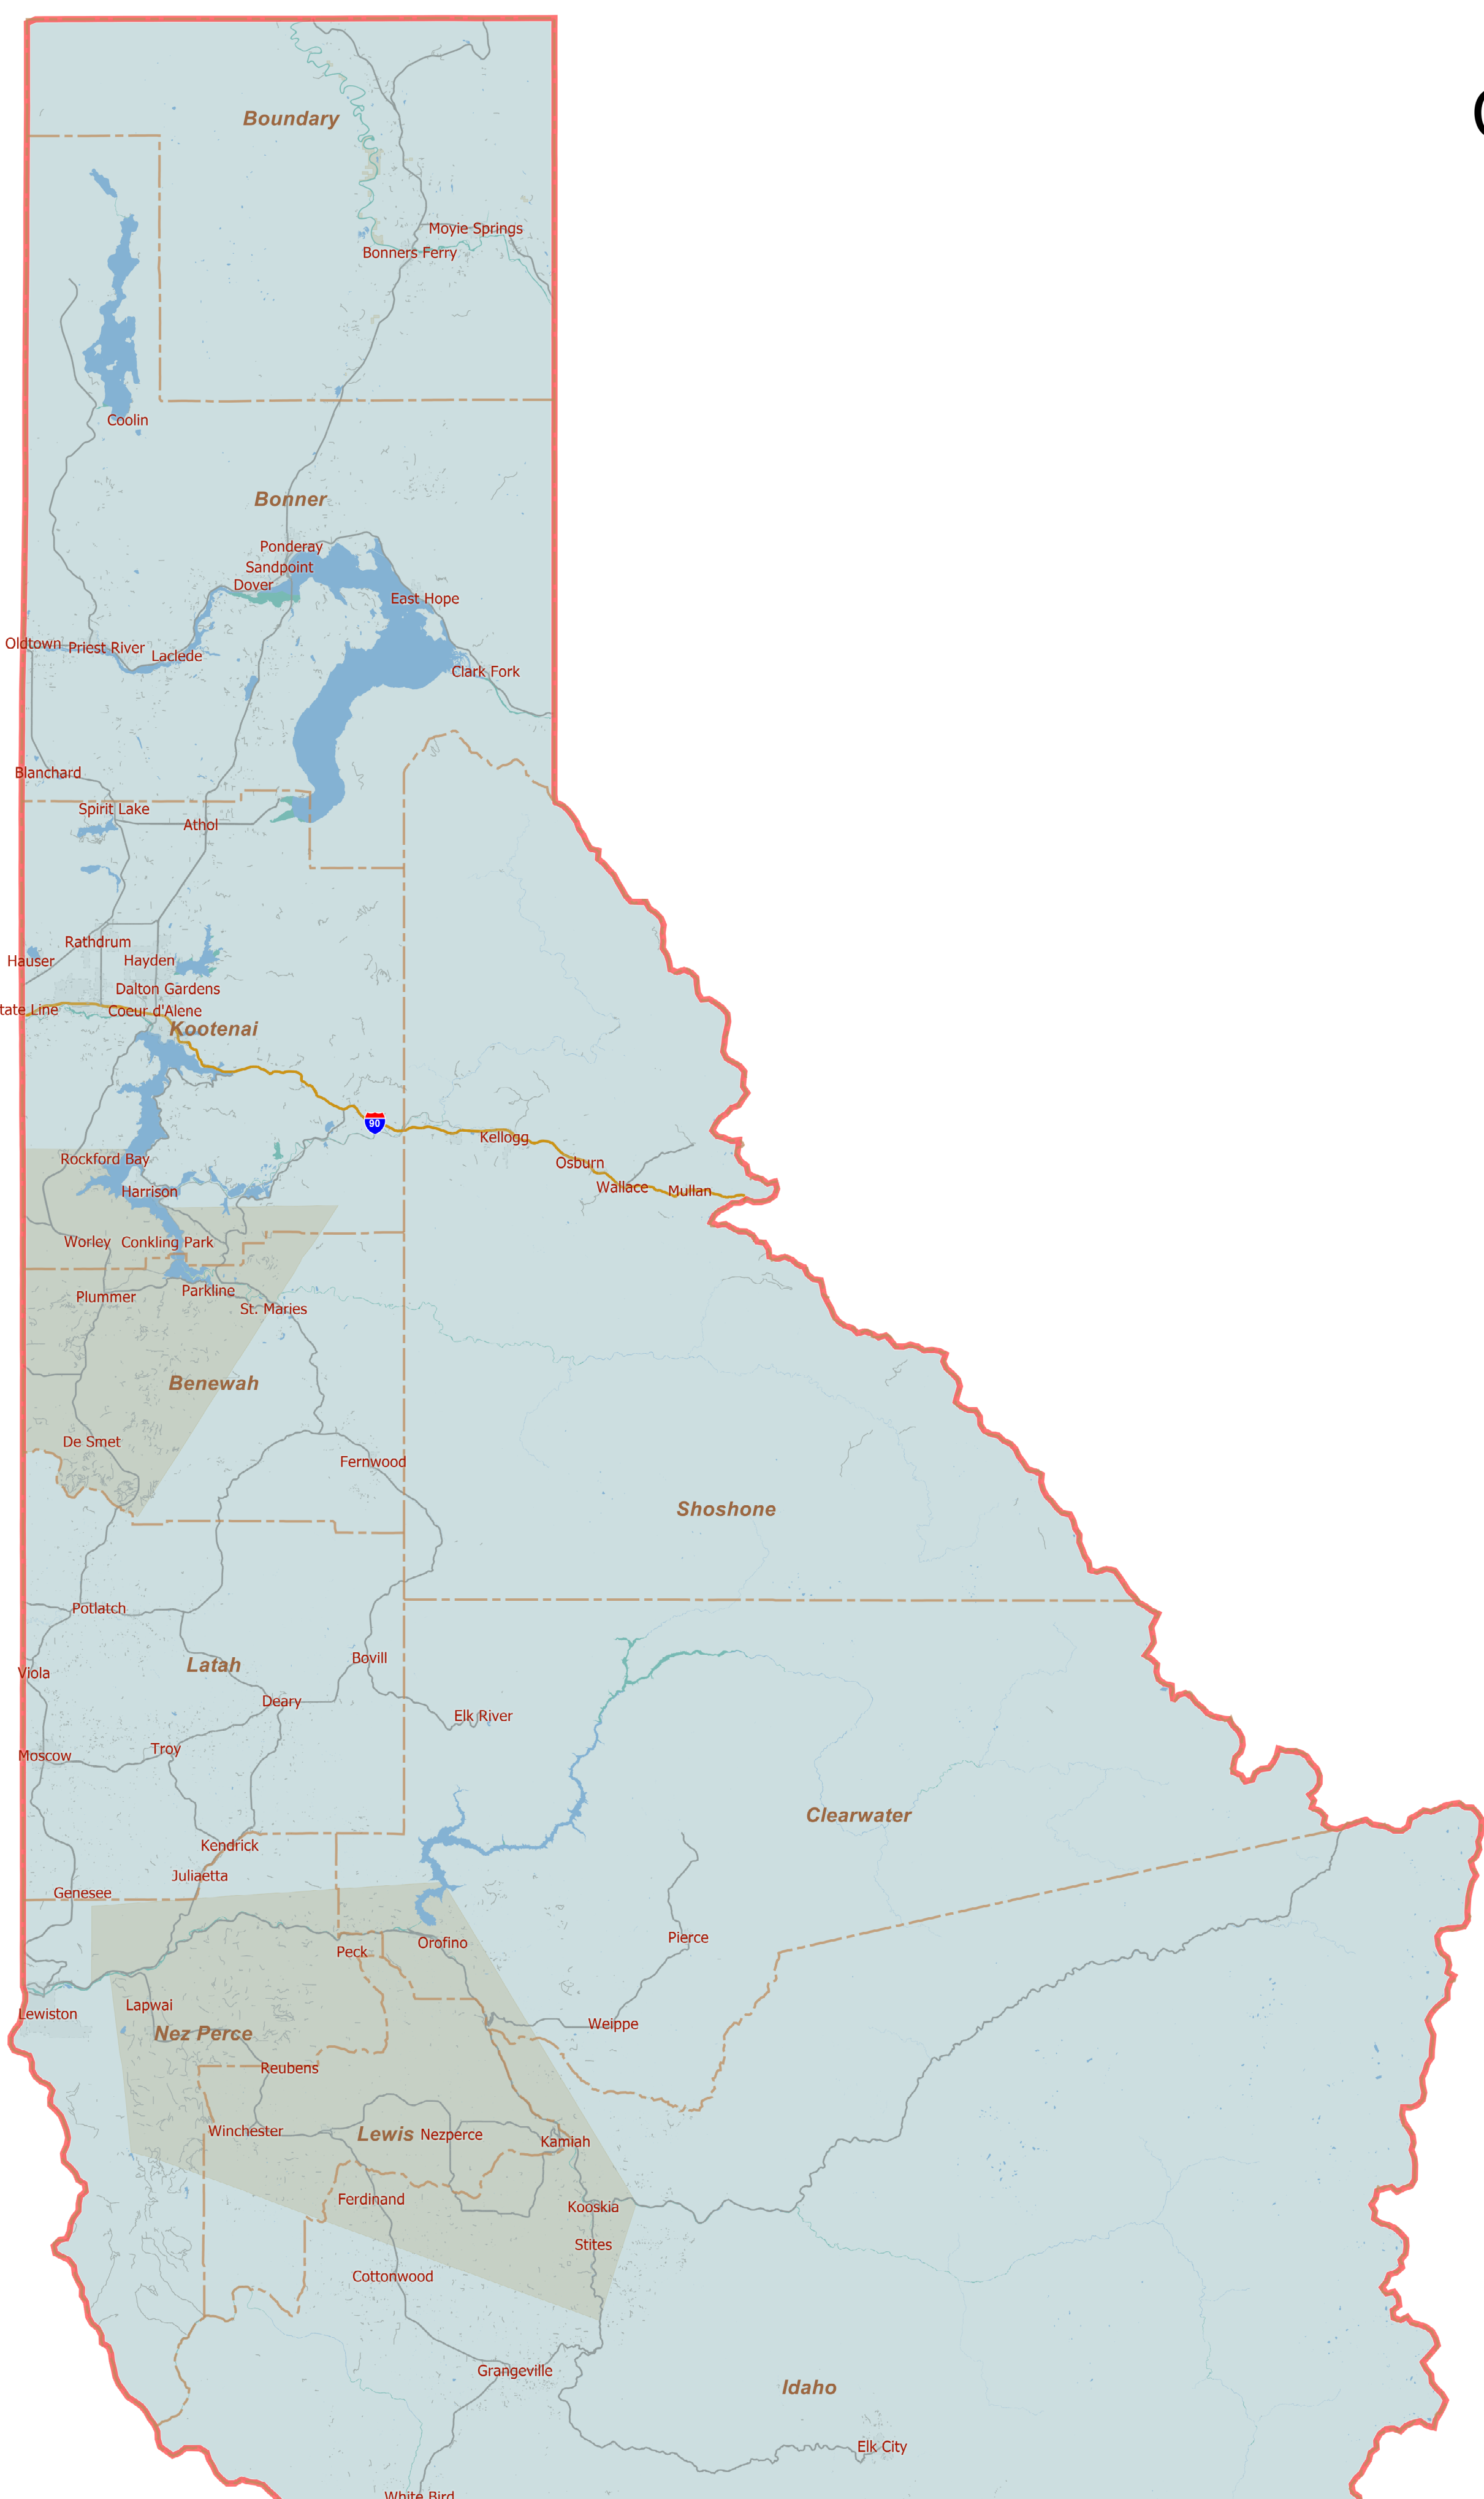 Boundary
Moyie Springs
Bonners Ferry
Coolin
Bonner
Ponderay
Sandpoint
Dover
East Hope
Oldtown
Priest River
Laclede
Clark Fork
Blanchard
Spirit Lake
Athol
Rathdrum
Hauser
Hayden
Dalton Gardens
tate Line
Coeur d'Alene
Kootenai
90
Kellogg
Rockford Bay
Osburn
Harrison
Wallace
Mullan
Worley
Conkling Park
Plummer
Parkline
St. Maries
Benewah
De Smet
Fernwood
Shoshone
Potlatch
Bovill
Latah
Viola
Deary
Elk River
Troy
Moscow
Clearwater
Kendrick
Juliaetta
Genesee
Pierce
Orofino
Peck
Lapwai
Lewiston
Weippe
Nez Perce
Reubens
Winchester
Lewis
Nezperce
Kamiah
Ferdinand
Kooskia
Stites
Cottonwood
Grangeville
Idaho
Elk City
White Bird